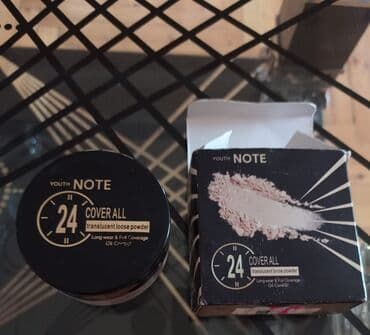 YOUTH NOTE
24
COVER ALL
translucent loose powder
Long-wear & Full Coverage
Oil Control
YOUTH NOTE
24
COVER ALL
translucent loose powder
Long-wear & Full Coverage
Oil Control